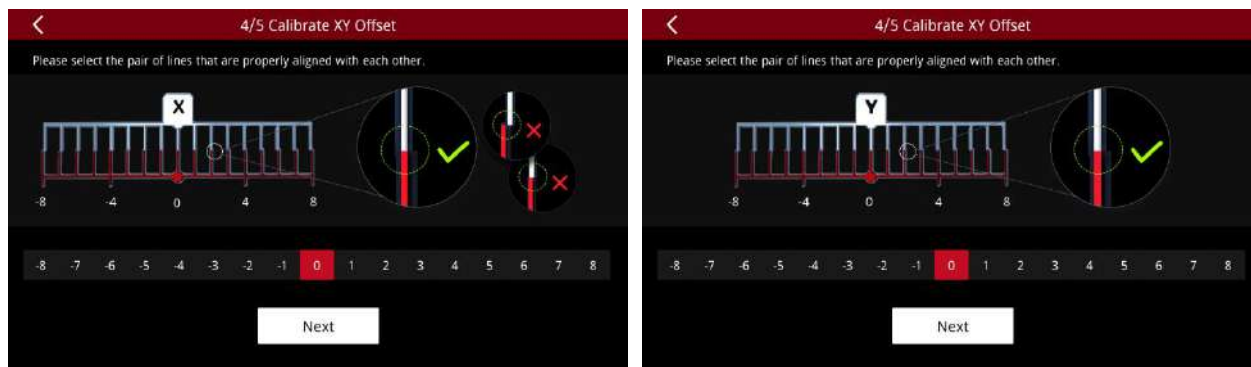 4/5 Calibrate XY Offset
Please select the pair of lines that are properly aligned with each other.
X
-8 -4 0 4 8
-8 -7 -6 -5 -4 -3 -2 -1 0 1 2 3 4 5 6 7 8
Next
4/5 Calibrate XY Offset
Please select the pair of lines that are properly aligned with each other.
Y
-8 -4 0 4 8
-8 -7 -6 -5 -4 -3 -2 -1 0 1 2 3 4 5 6 7 8
Next